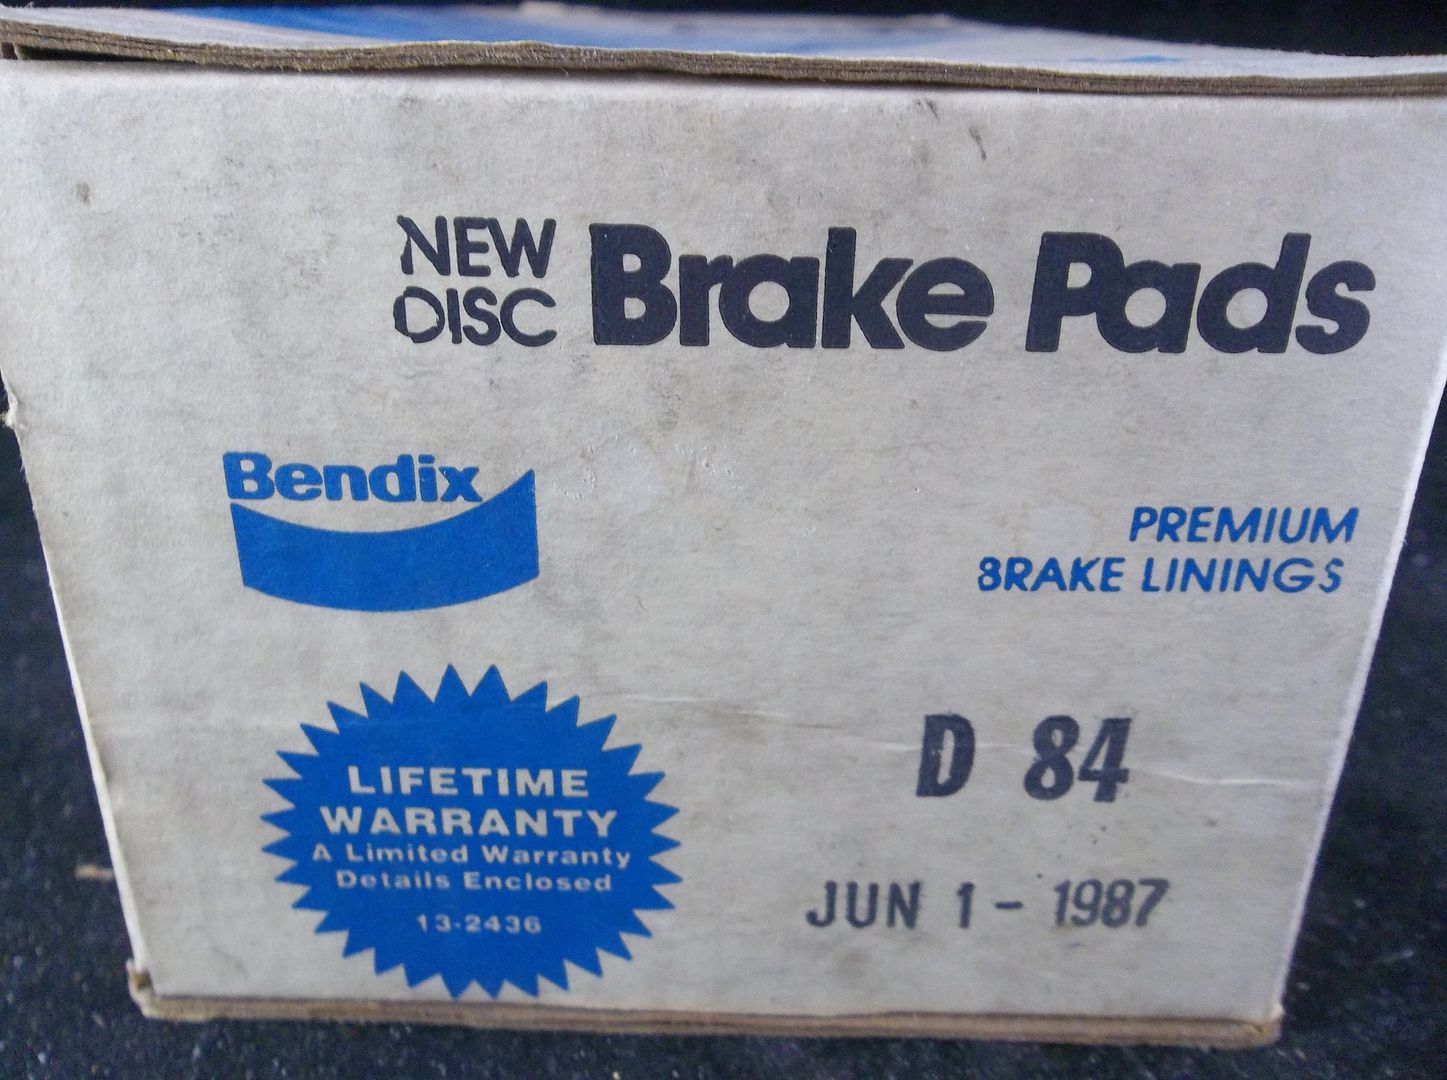 NEW
DISC
Brake Pads
Bendix
PREMIUM
BRAKE LININGS
LIFETIME
WARRANTY
A Limited Warranty
Details Enclosed
13-2436
D 84
JUN 1 - 1987